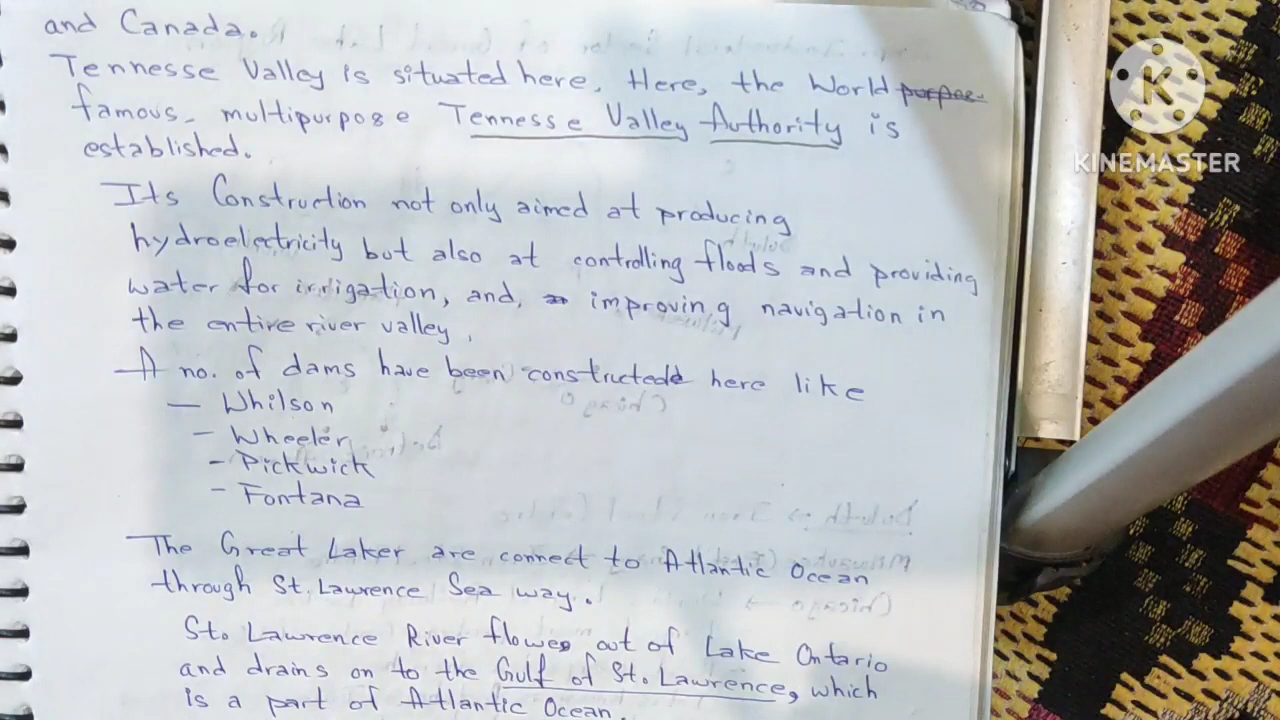 and Canada.
Tennesse Valley is situated here. Here, the World purpose
famous, multipurpose Tennesse Valley Authority is
established.
Its Construction not only aimed at producing
hydroelectricity but also at controlling floods and providing
water for irrigation, and, improving navigation in
the entire river valley.
A no. of dams have been constructed here like
— Whilson
– Wheeler
– Pickwick
– Fontana
The Great Laker are connect to Atlantic Ocean
through St. Lawrence Sea way.
St. Lawrence River flowes out of Lake Ontario
and drains on to the Gulf of St. Lawrence, which
is a part of Atlantic Ocean.
K
KINEMASTER